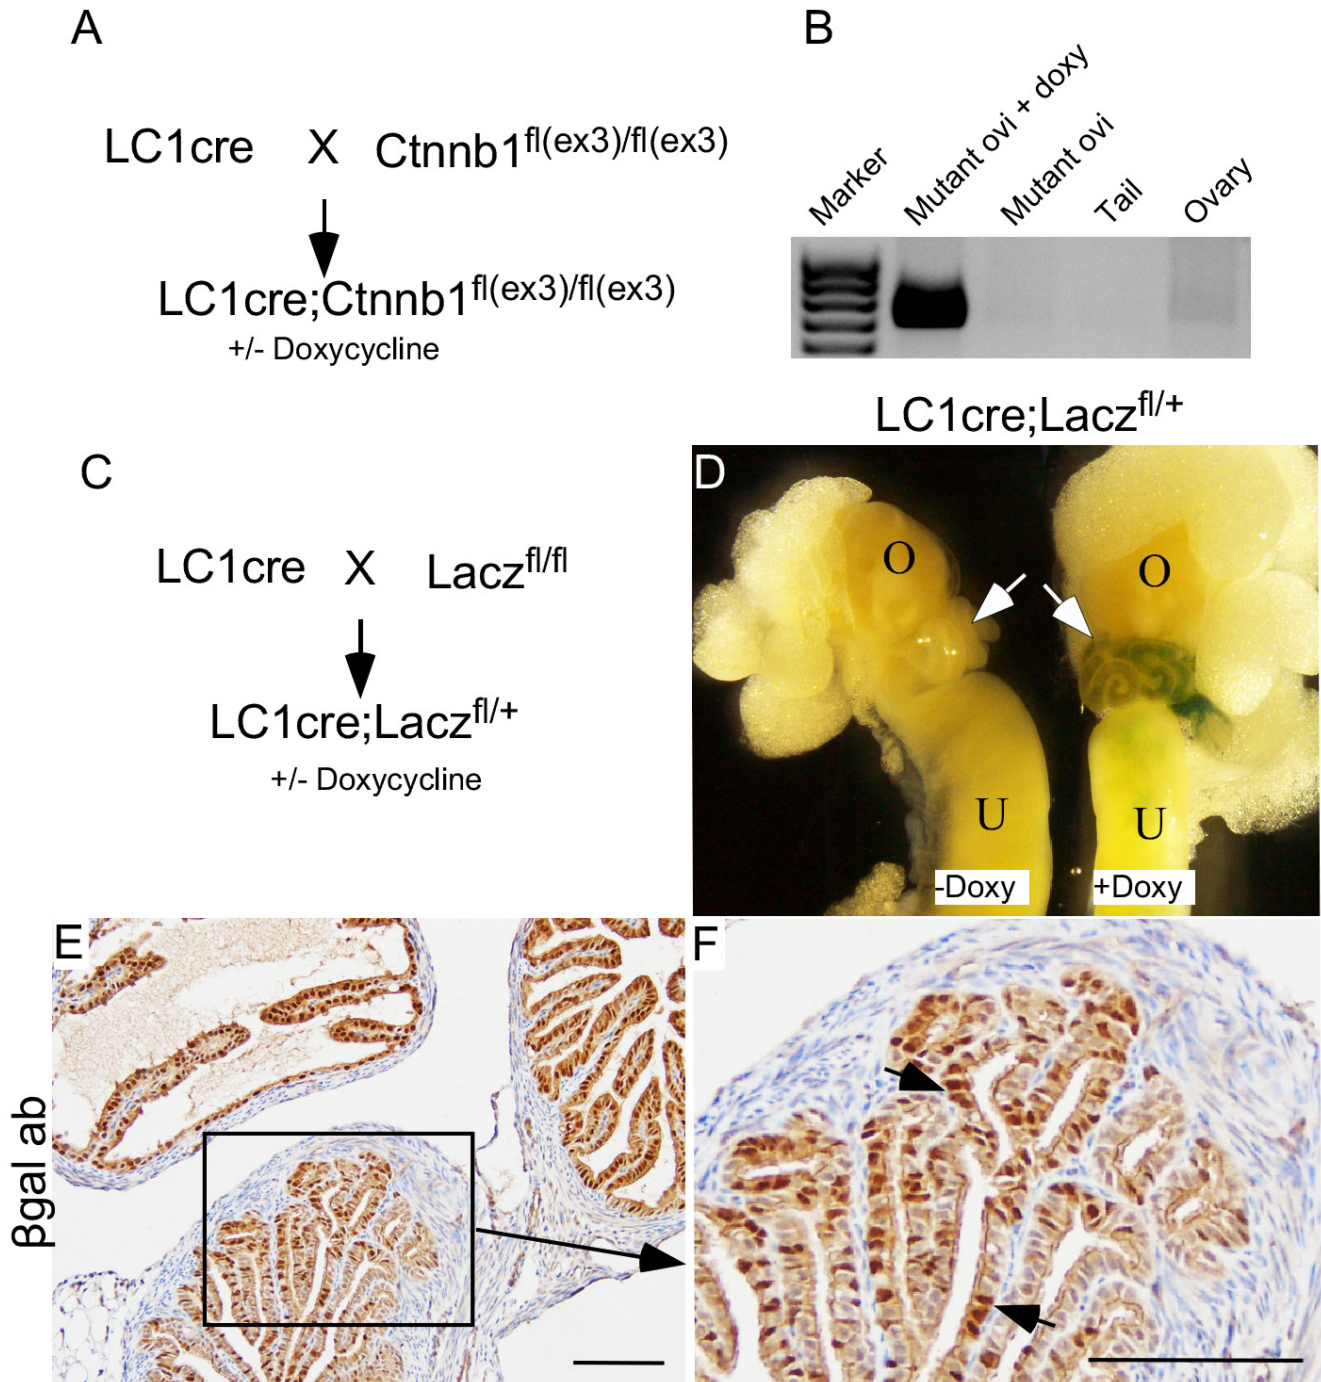 A
LC1cre X Ctnnb1fl(ex3)/fl(ex3)
LC1cre;Ctnnb1fl(ex3)/fl(ex3)
+/- Doxycycline
B
Marker
Mutant ovi + doxy
Mutant ovi
Tail
Ovary
C
LC1cre X Laczfl/fl
LC1cre;Laczfl/+
+/- Doxycycline
LC1cre;Laczfl/+
D
O
O
U
U
-Doxy
+Doxy
βgal ab
E
F